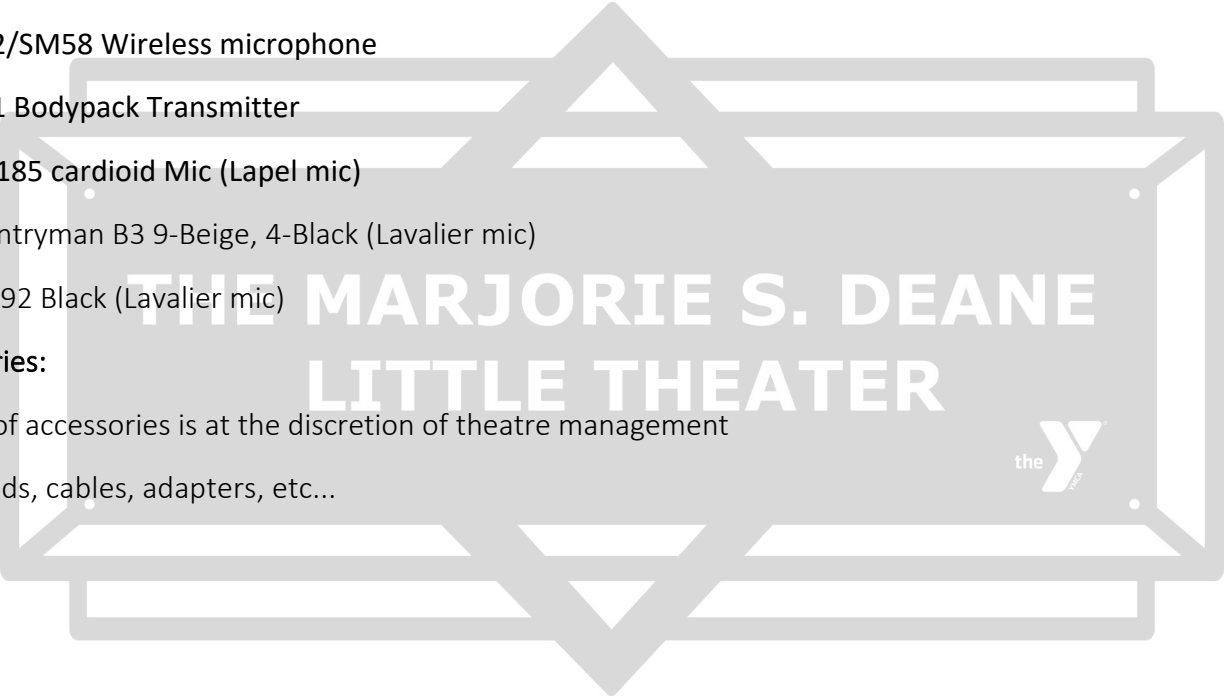 2/SM58 Wireless microphone
1 Bodypack Transmitter
185 cardioid Mic (Lapel mic)
ntryman B3 9-Beige, 4-Black (Lavalier mic)
92 Black (Lavalier mic)
THE MARJORIE S. DEANE
ries:
LITTLE THEATER
of accessories is at the discretion of theatre management
the YMCA
ds, cables, adapters, etc...